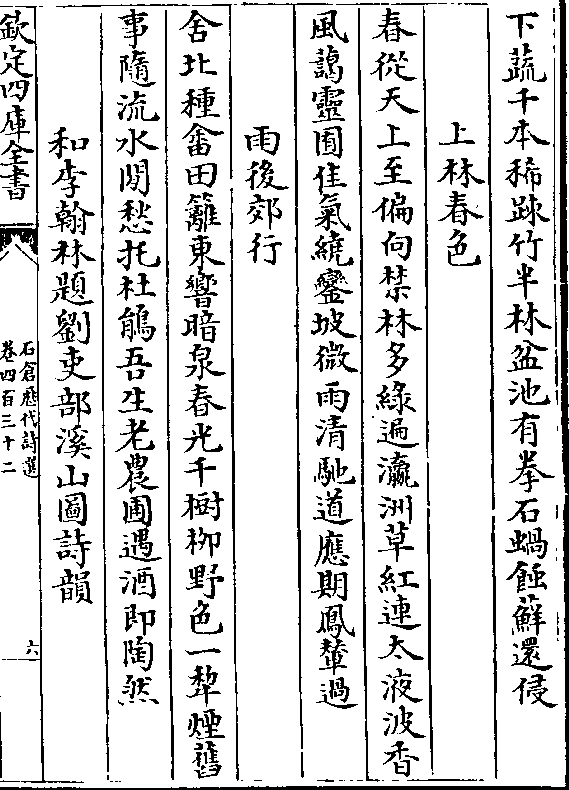 下蔬千本稀踈竹半林盆池有拳石蝸蝕蘚還侵
上林春色
春從天上至偏向禁林多綠遍瀛洲草紅連太液波香
風藹靈囿佳氣繞鑾坡微雨清馳道應期鳳輦過
雨後郊行
舍北種畬田籬東響暗泉春光千樹柳野色一犂煙舊
事隨流水閒愁托杜鵑吾生老農圃遇酒即陶然
和李翰林題劉吏部溪山圖詩韻
欽定四庫全書
石倉歷代詩選
卷四百三十二
六